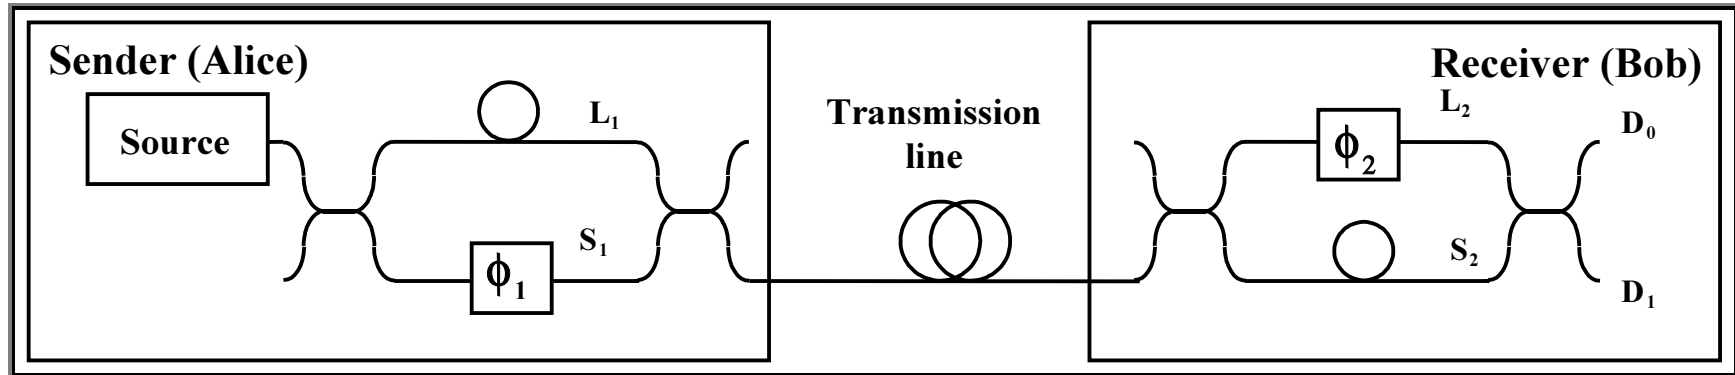 Sender (Alice)
Source
L₁
S₁
ϕ₁
Transmission
line
Receiver (Bob)
L₂
ϕ₂
S₂
D₀
D₁